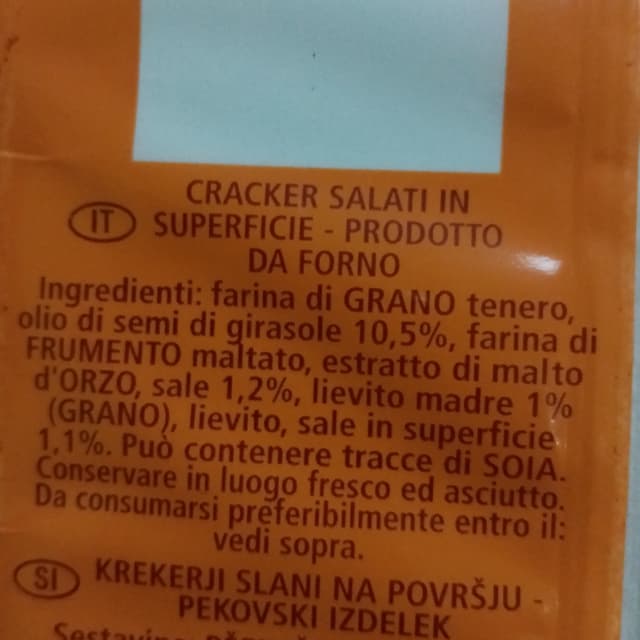 CRACKER SALATI IN
IT SUPERFICIE - PRODOTTO
DA FORNO
Ingredienti: farina di GRANO tenero,
olio di semi di girasole 10,5%, farina di
FRUMENTO maltato, estratto di malto
d'ORZO, sale 1,2%, lievito madre 1%
(GRANO), lievito, sale in superficie
1,1%. Può contenere tracce di SOIA.
Conservare in luogo fresco ed asciutto.
Da consumarsi preferibilmente entro il:
vedi sopra.
SI KREKERJI SLANI NA POVRŠJU -
PEKOVSKI IZDELEK